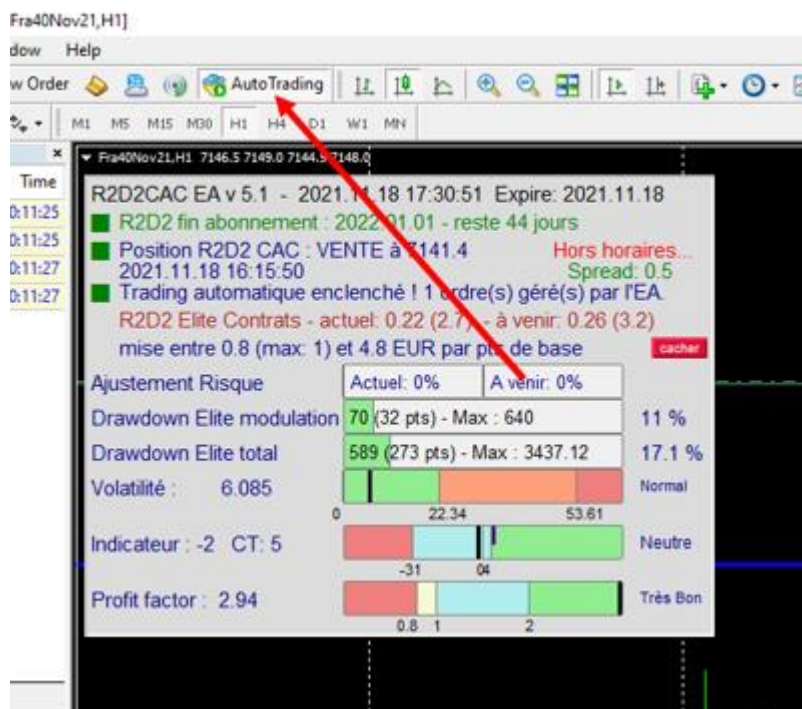 Fra40Nov21,H1]
dow Help
w Order AutoTrading
M1 M5 M15 M30 H1 H4 D1 W1 MN
Time
0:11:25
0:11:25
0:11:27
0:11:27
Fra40Nov21,H1 7146.5 7149.0 7144.5 7148.0
R2D2CAC EA v 5.1 - 2021.11.18 17:30:51 Expire: 2021.11.18
R2D2 fin abonnement : 2022.01.01 - reste 44 jours
Position R2D2 CAC : VENTE à 7141.4 Hors horaires...
2021.11.18 16:15:50 Spread: 0.5
Trading automatique enclenché ! 1 ordre(s) géré(s) par l'EA
R2D2 Elite Contrats - actuel: 0.22 (2.7) - à venir: 0.26 (3.2)
mise entre 0.8 (max: 1) et 4.8 EUR par pts de base cacher
Ajustement Risque Actuel: 0% A venir: 0%
Drawdown Elite modulation 70 (32 pts) - Max : 640 11 %
Drawdown Elite total 589 (273 pts) - Max : 3437.12 17.1 %
Volatilité : 6.085 Normal
0 22.34 53.61
Indicateur : -2 CT: 5 Neutre
-31 04
Profit factor : 2.94 Très Bon
0.8 1 2